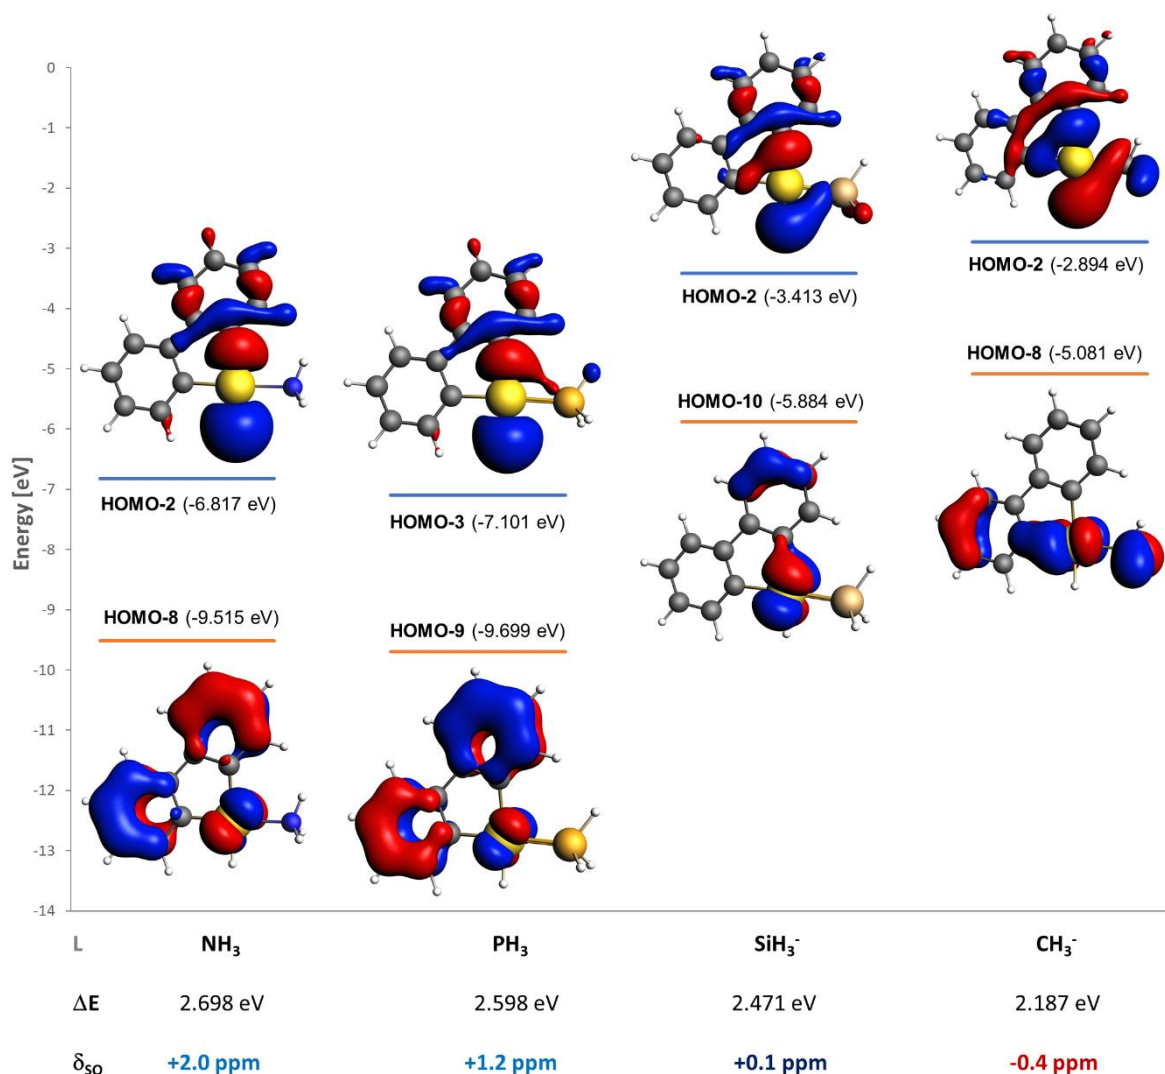 0
-1
-2
-3
-4
-5
-6
-7
-8
-9
-10
-11
-12
-13
-14
Energy [eV]
HOMO-2 (-6.817 eV)
HOMO-8 (-9.515 eV)
HOMO-3 (-7.101 eV)
HOMO-9 (-9.699 eV)
HOMO-2 (-3.413 eV)
HOMO-10 (-5.884 eV)
HOMO-2 (-2.894 eV)
HOMO-8 (-5.081 eV)
L NH₃ PH₃ SiH₃⁻ CH₃⁻
ΔE 2.698 eV 2.598 eV 2.471 eV 2.187 eV
δSO +2.0 ppm +1.2 ppm +0.1 ppm -0.4 ppm